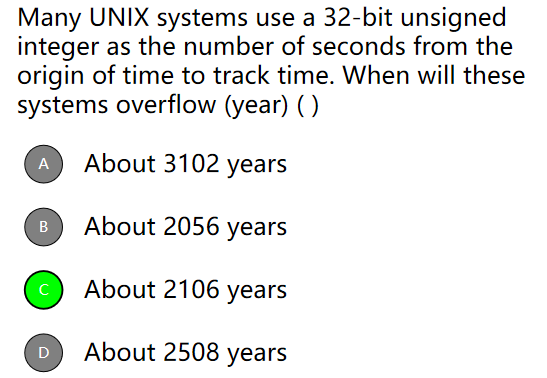 Many UNIX systems use a 32-bit unsigned
integer as the number of seconds from the
origin of time to track time. When will these
systems overflow (year) ( )
A About 3102 years
B About 2056 years
C About 2106 years
D About 2508 years